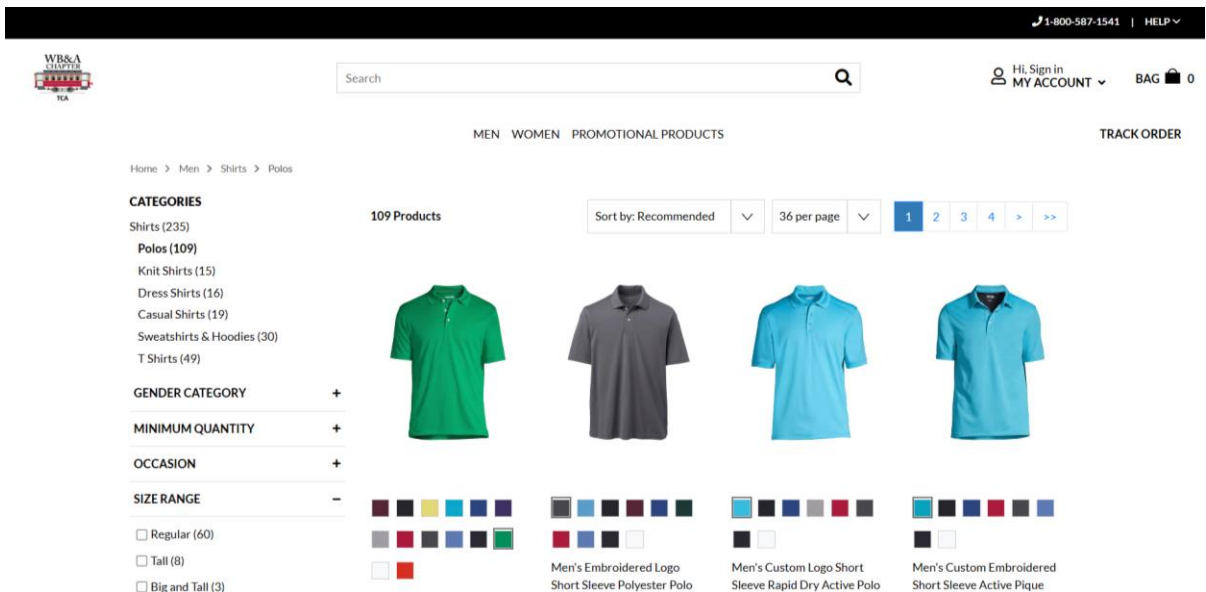 1-800-587-1541 | HELP
WB&A
CHAPTER
TCA
Search
Hi, Sign in
MY ACCOUNT
BAG 0
MEN WOMEN PROMOTIONAL PRODUCTS
TRACK ORDER
Home > Men > Shirts > Polos
CATEGORIES
Shirts (235)
Polos (109)
Knit Shirts (15)
Dress Shirts (16)
Casual Shirts (19)
Sweatshirts & Hoodies (30)
T Shirts (49)
GENDER CATEGORY +
MINIMUM QUANTITY +
OCCASION +
SIZE RANGE –
Regular (60)
Tall (8)
Big and Tall (3)
109 Products
Sort by: Recommended
36 per page
1 2 3 4 > >>
Men's Embroidered Logo
Short Sleeve Polyester Polo
Men's Custom Logo Short
Sleeve Rapid Dry Active Polo
Men's Custom Embroidered
Short Sleeve Active Pique